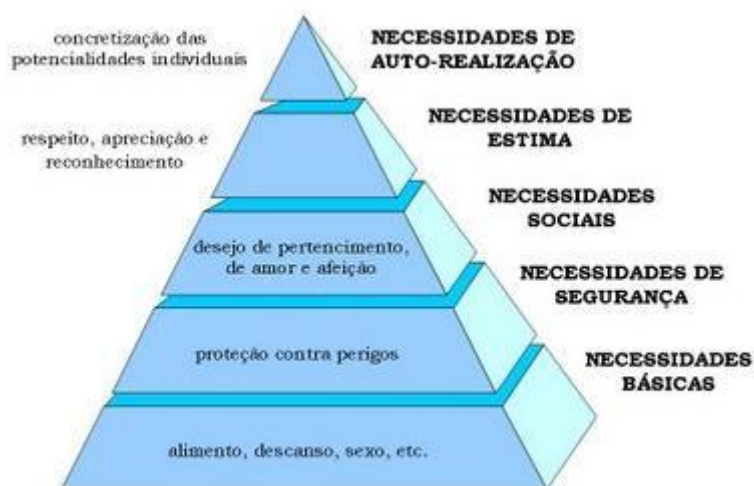 concretização das
potencialidades individuais
NECESSIDADES DE
AUTO-REALIZAÇÃO
respeito, apreciação e
reconhecimento
NECESSIDADES DE
ESTIMA
desejo de pertencimento,
de amor e afeição
NECESSIDADES
SOCIAIS
proteção contra perigos
NECESSIDADES DE
SEGURANÇA
alimento, descanso, sexo, etc.
NECESSIDADES
BÁSICAS